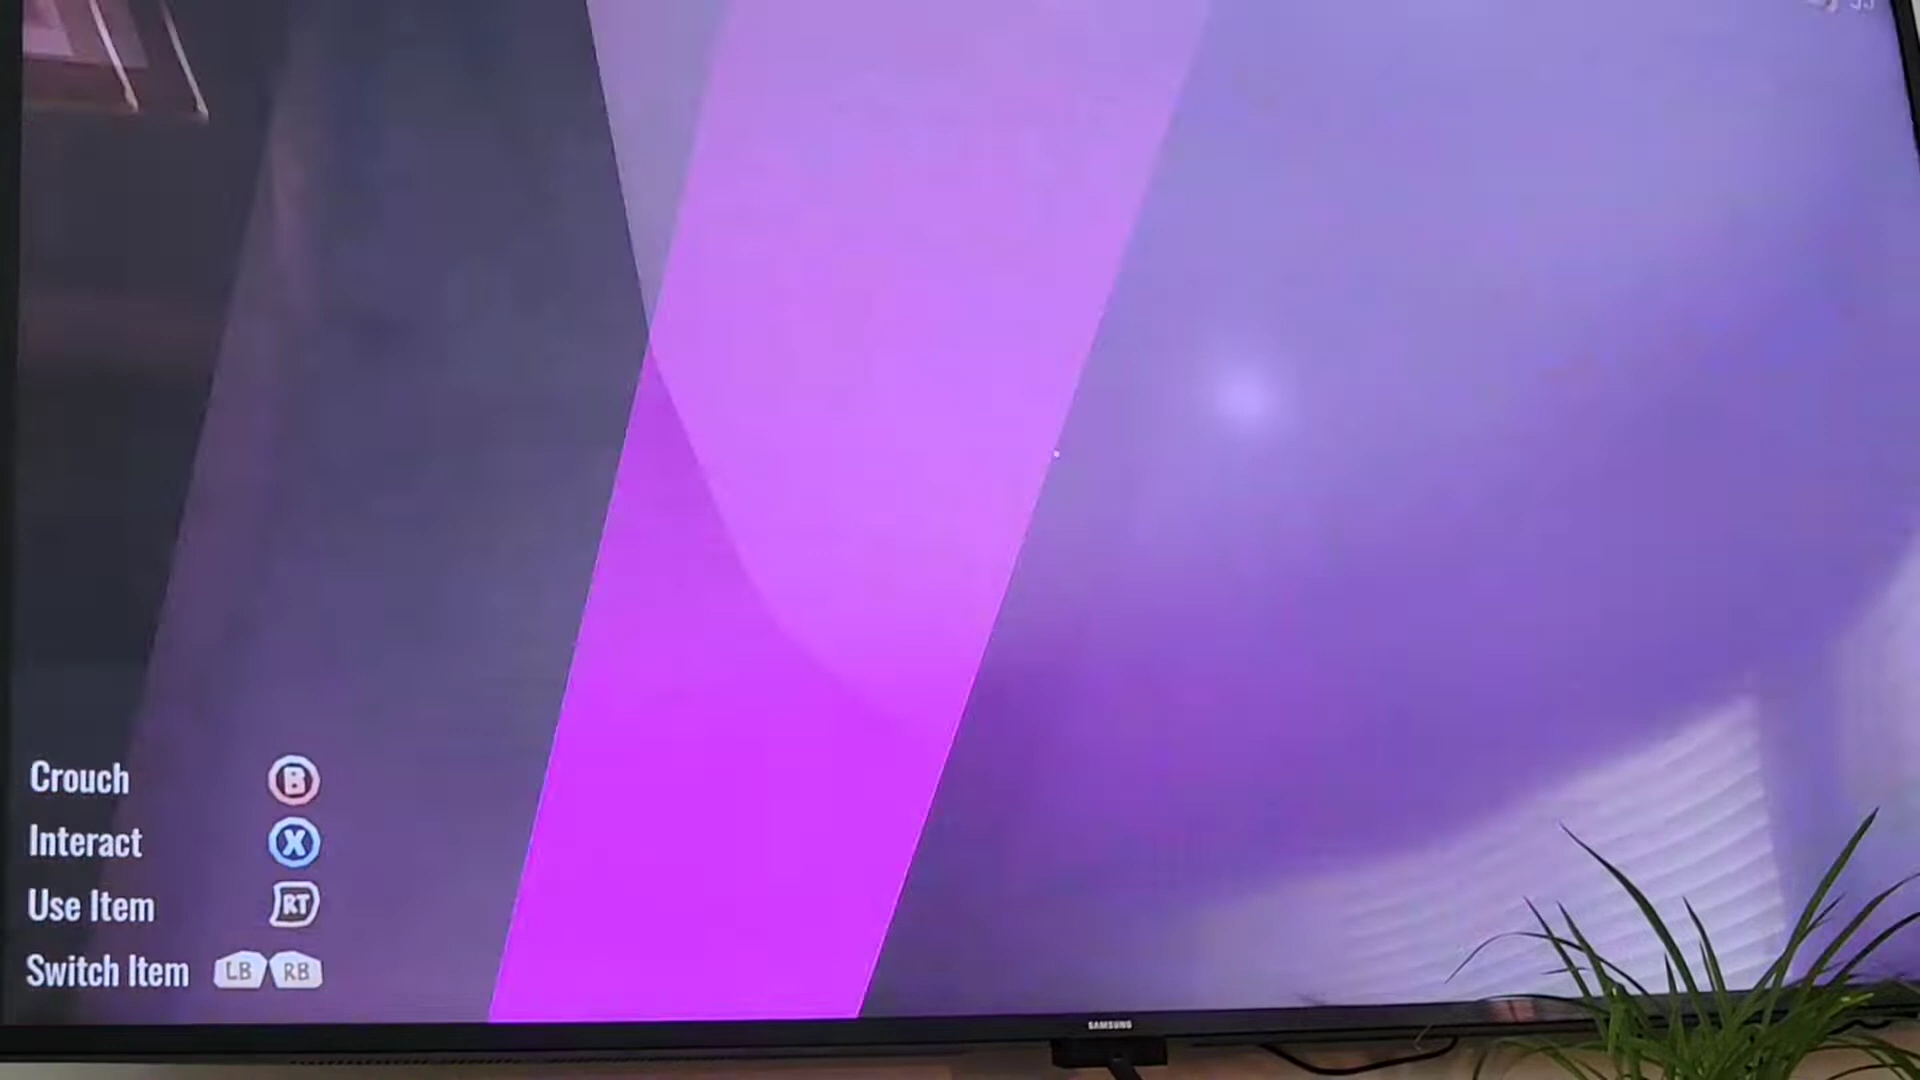 Crouch B
Interact X
Use Item RT
Switch Item LB RB
SAMSUNG